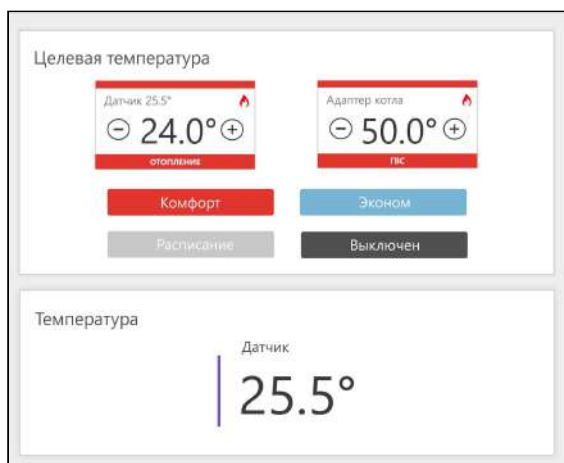 Целевая температура
Датчик 25.5°
24.0°
отопление
Адаптер котла
50.0°
ГВС
Комфорт
Эконом
Расписание
Выключен
Температура
Датчик
25.5°